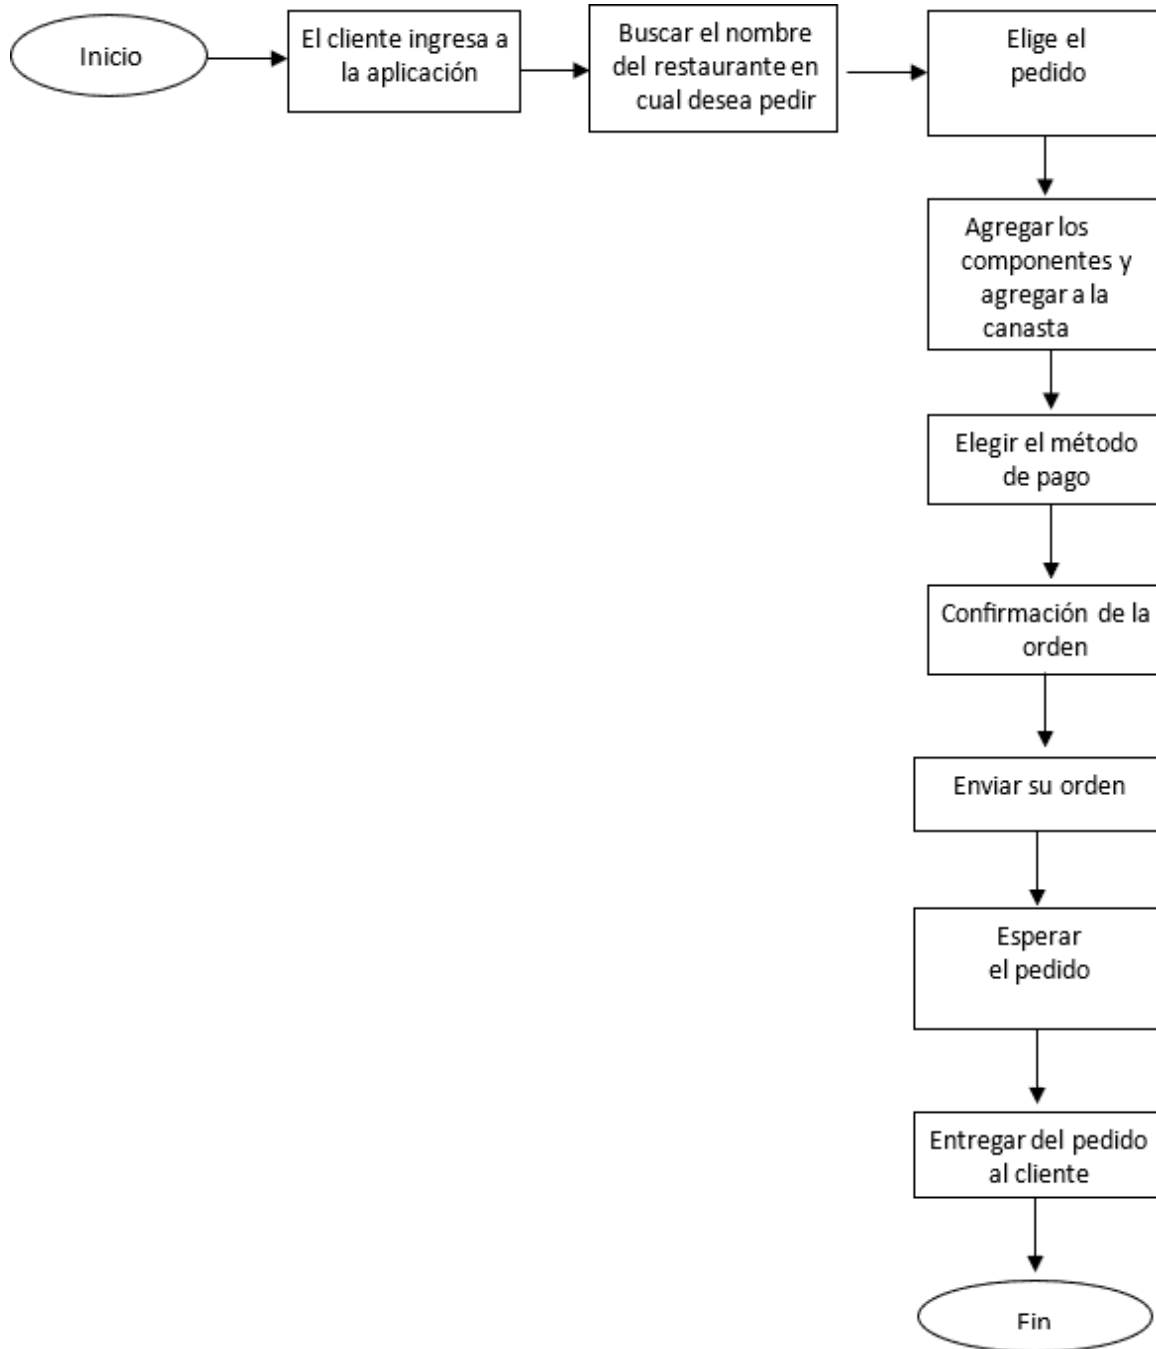 Inicio
El cliente ingresa a
la aplicación
Buscar el nombre
del restaurante en
cual desea pedir
Elige el
pedido
Agregar los
componentes y
agregar a la
canasta
Elegir el método
de pago
Confirmación de la
orden
Enviar su orden
Esperar
el pedido
Entregar del pedido
al cliente
Fin